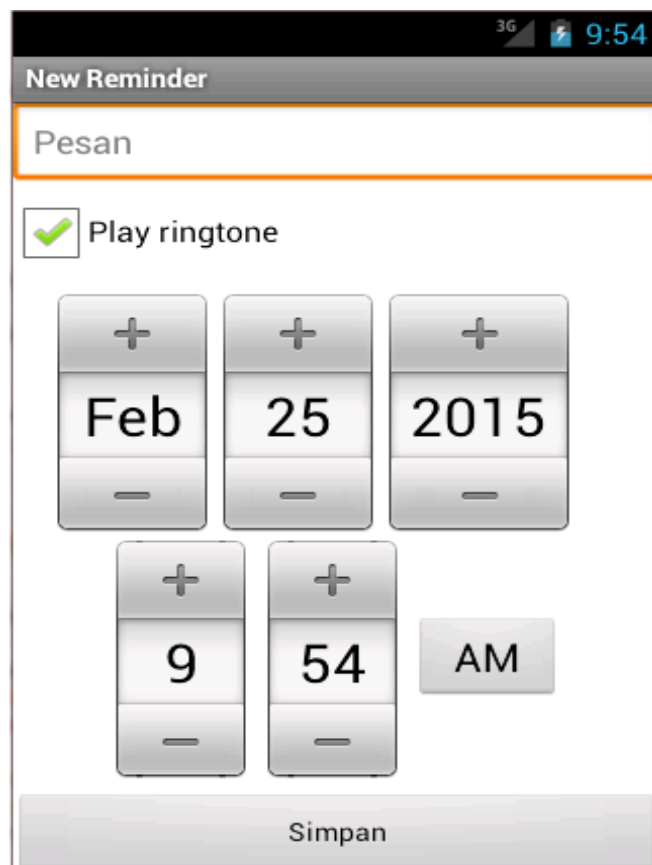 3G 9:54
New Reminder
Pesan
Play ringtone
+ + +
Feb 25 2015
- - -
+ +
9 54 AM
- -
Simpan